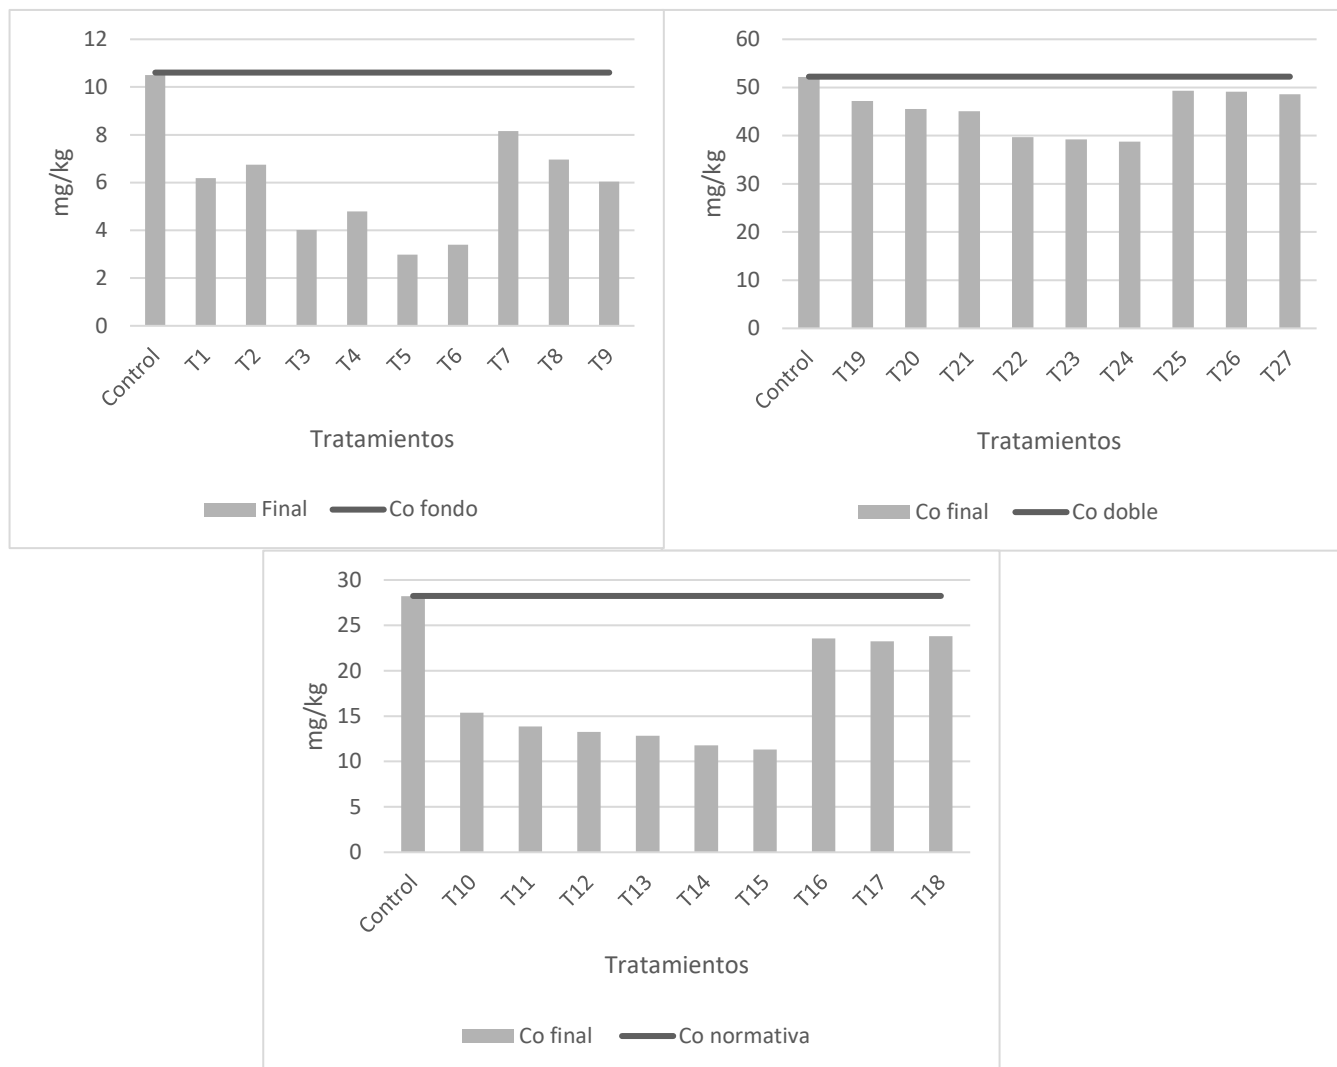 12
10
8
6
4
2
0
mg/kg
Control T1 T2 T3 T4 T5 T6 T7 T8 T9
Tratamientos
Final Co fondo
60
50
40
30
20
10
0
mg/kg
Control T19 T20 T21 T22 T23 T24 T25 T26 T27
Tratamientos
Co final Co doble
30
25
20
15
10
5
0
mg/kg
Control T10 T11 T12 T13 T14 T15 T16 T17 T18
Tratamientos
Co final Co normativa